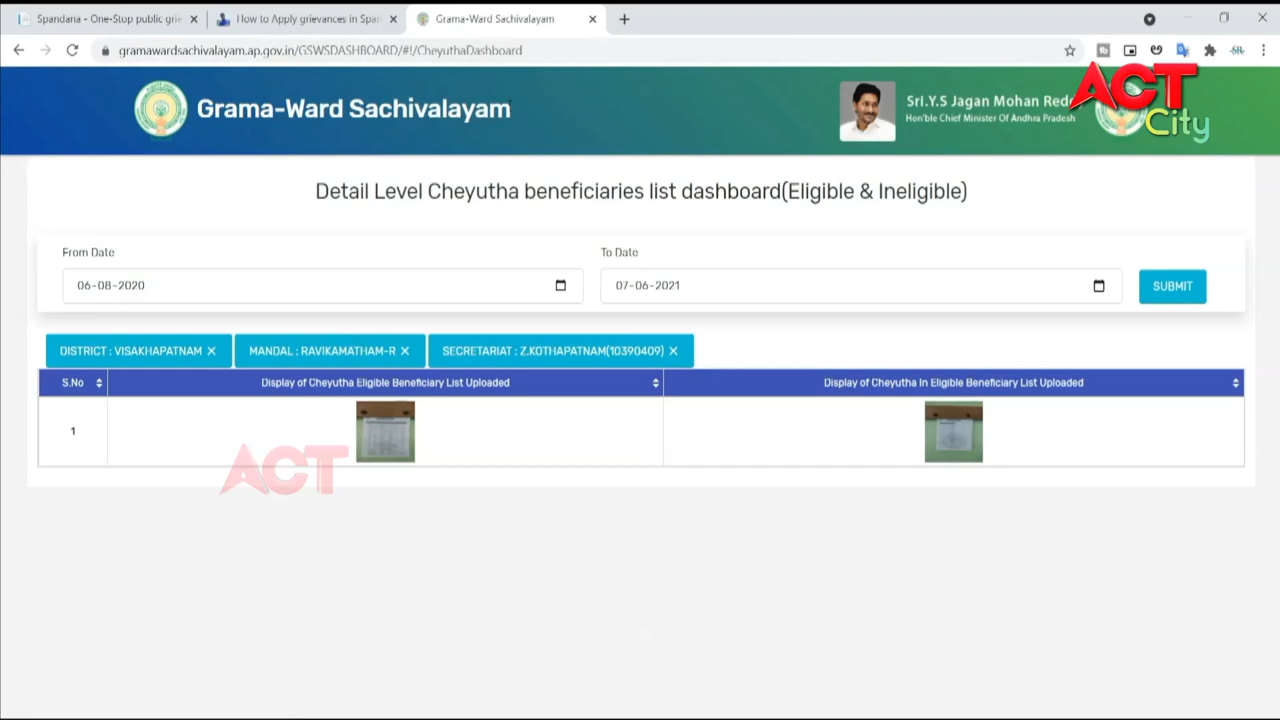 Spandana - One-Stop public grie
How to Apply grievances in Span
Grama-Ward Sachivalayam
gramawardsachivalayam.ap.gov.in/GSWSDASHBOARD/#!/CheyuthaDashboard
Grama-Ward Sachivalayam
Sri.Y.S Jagan Mohan Redd
Hon'ble Chief Minister Of Andhra Pradesh
ACT
City
Detail Level Cheyutha beneficiaries list dashboard(Eligible & Ineligible)
From Date
To Date
06-08-2020
07-06-2021
SUBMIT
DISTRICT : VISAKHAPATNAM ✕
MANDAL : RAVIKAMATHAM-R ✕
SECRETARIAT : Z.KOTHAPATNAM(10390409) ✕
S.No
Display of Cheyutha Eligible Beneficiary List Uploaded
Display of Cheyutha In Eligible Beneficiary List Uploaded
1
ACT